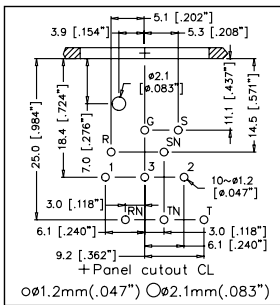 5.1 [.202"]
3.9 [.154"]
5.3 [.208"]
ø2.1
[ø.083"]
G
S
R
SN
1
3
2
RN
TN
T
25.0 [.984"]
18.4 [.724"]
7.0 [.276"]
11.1 [.437"]
14.5 [.571"]
10-ø1.2
[ø.047"]
3.0 [.118"]
6.1 [.240"]
9.2 [.362"]
3.0 [.118"]
6.1 [.240"]
+Panel cutout CL
oø1.2mm(.047") Oø2.1mm(.083")